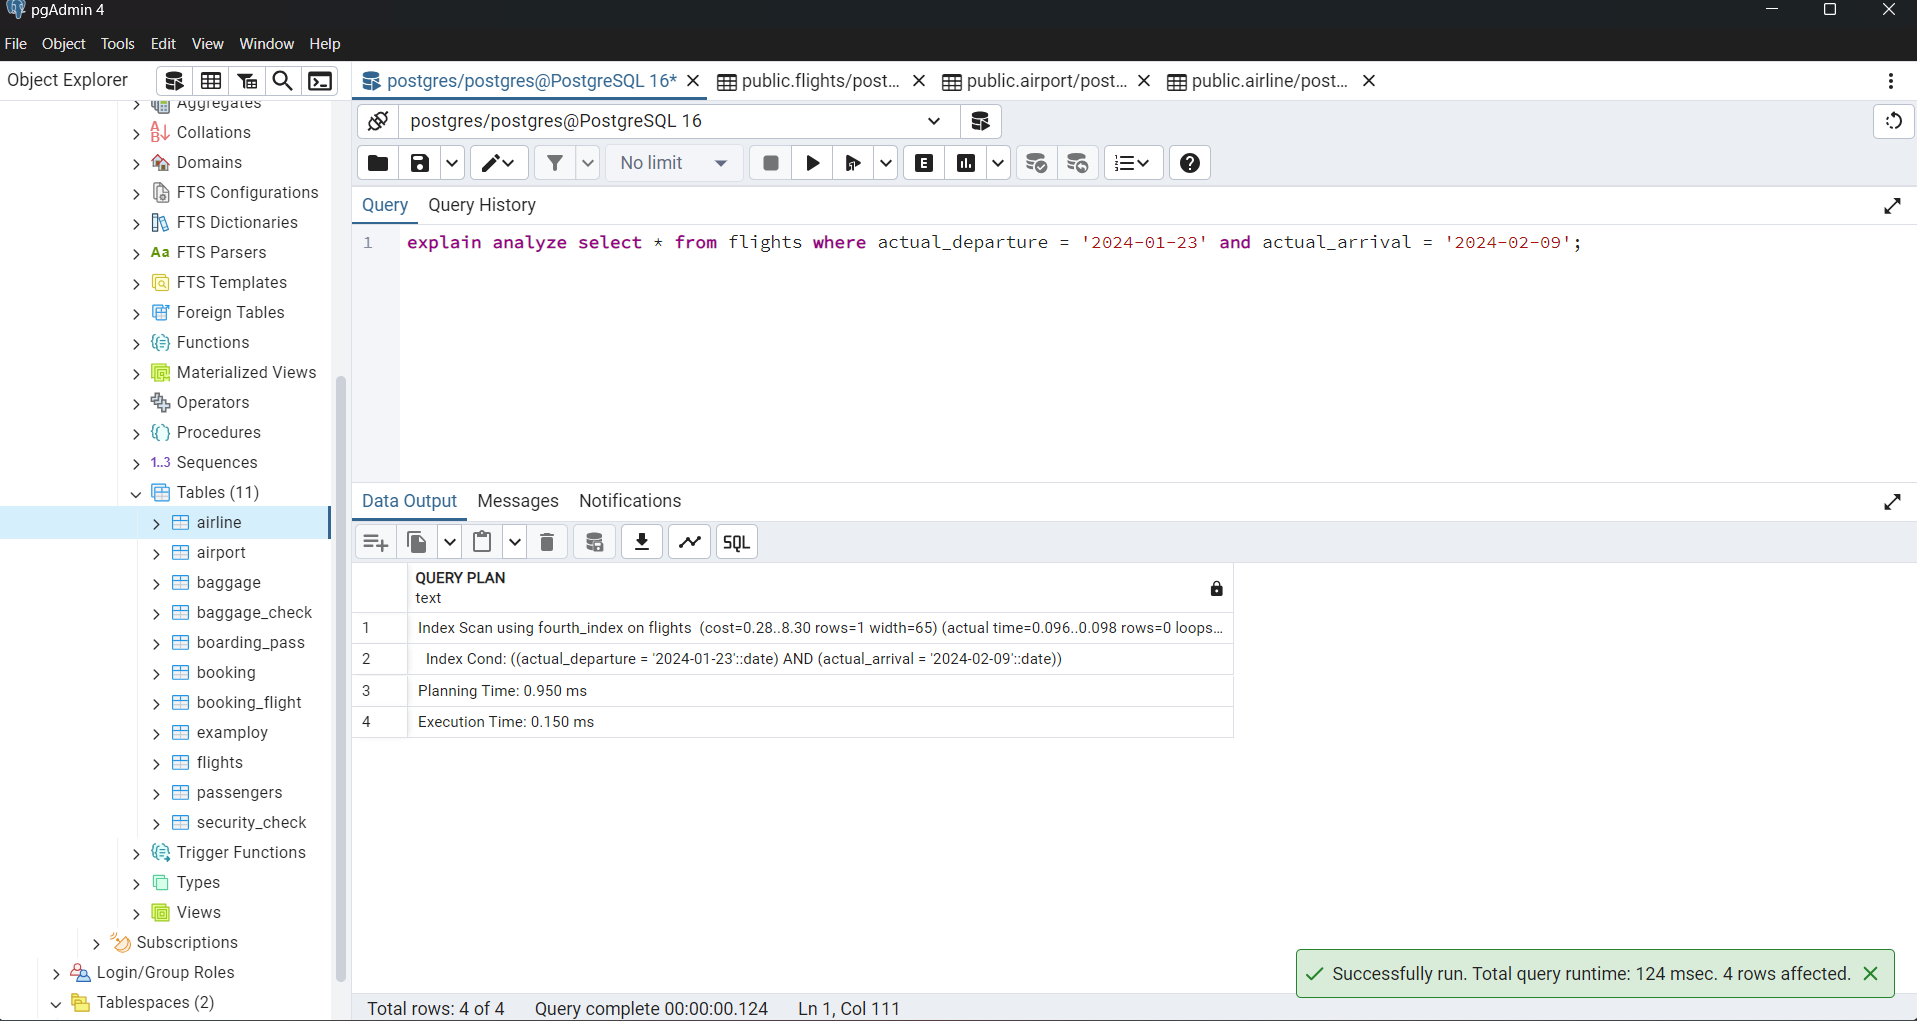 pgAdmin 4
File Object Tools Edit View Window Help
Object Explorer
postgres/postgres@PostgreSQL 16*
public.flights/post...
public.airport/post...
public.airline/post...
Aggregates
Collations
Domains
FTS Configurations
FTS Dictionaries
Aa FTS Parsers
FTS Templates
Foreign Tables
Functions
Materialized Views
Operators
Procedures
1..3 Sequences
Tables (11)
airline
airport
baggage
baggage_check
boarding_pass
booking
booking_flight
examploy
flights
passengers
security_check
Trigger Functions
Types
Views
Subscriptions
Login/Group Roles
Tablespaces (2)
postgres/postgres@PostgreSQL 16
No limit
E
Query Query History
1 explain analyze select * from flights where actual_departure = '2024-01-23' and actual_arrival = '2024-02-09';
Data Output Messages Notifications
SQL
QUERY PLAN
text
1 Index Scan using fourth_index on flights (cost=0.28..8.30 rows=1 width=65) (actual time=0.096..0.098 rows=0 loops...
2 Index Cond: ((actual_departure = '2024-01-23'::date) AND (actual_arrival = '2024-02-09'::date))
3 Planning Time: 0.950 ms
4 Execution Time: 0.150 ms
Successfully run. Total query runtime: 124 msec. 4 rows affected.
Total rows: 4 of 4 Query complete 00:00:00.124 Ln 1, Col 111